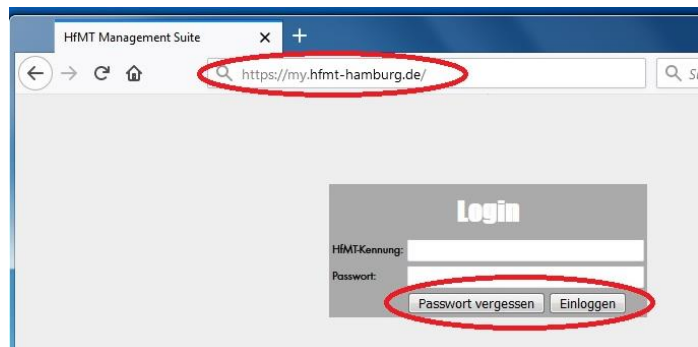 HfMT Management Suite
https://my.hfmt-hamburg.de/
Login
HfMT-Kennung:
Passwort:
Passwort vergessen Einloggen